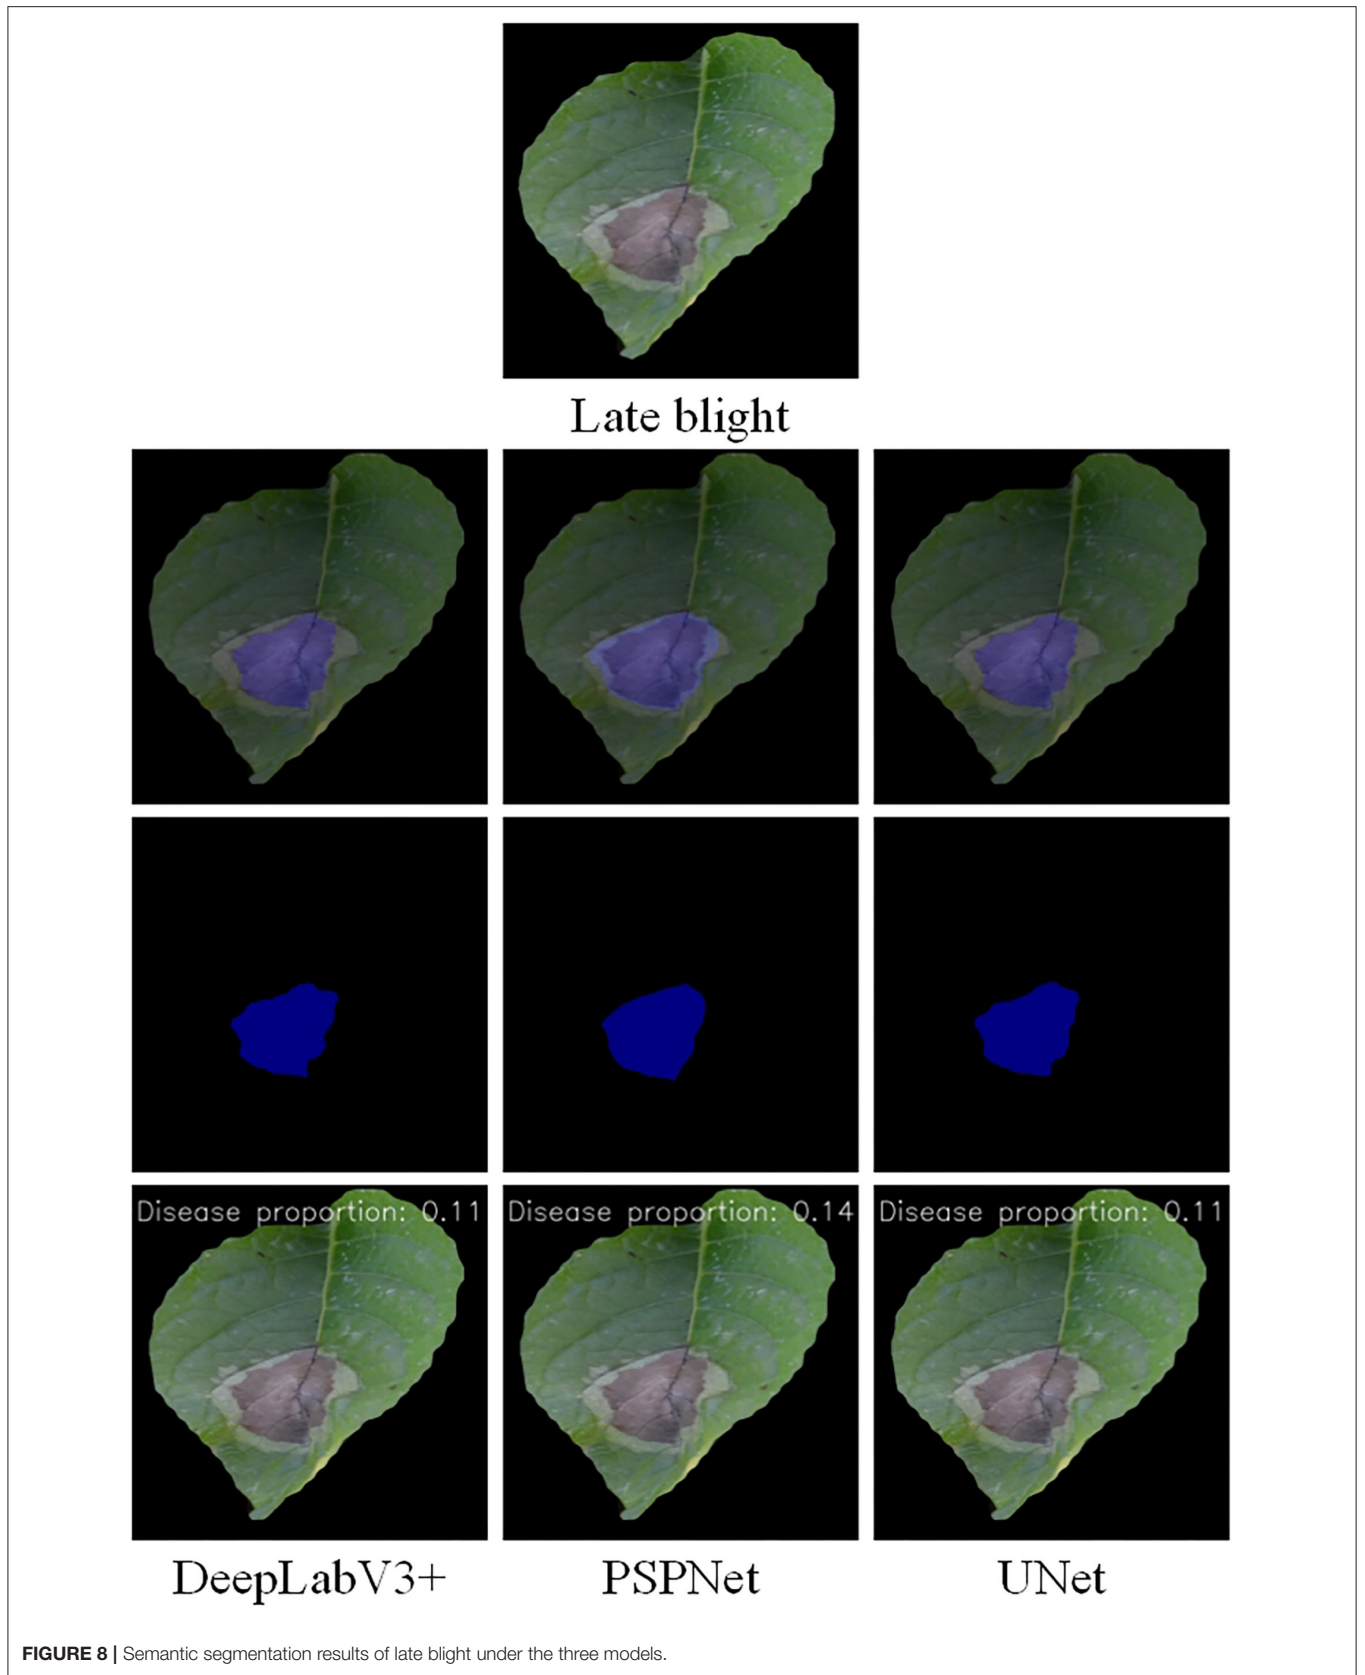 Late blight
Disease proportion: 0.11
Disease proportion: 0.14
Disease proportion: 0.11
DeepLabV3+
PSPNet
UNet
FIGURE 8 | Semantic segmentation results of late blight under the three models.